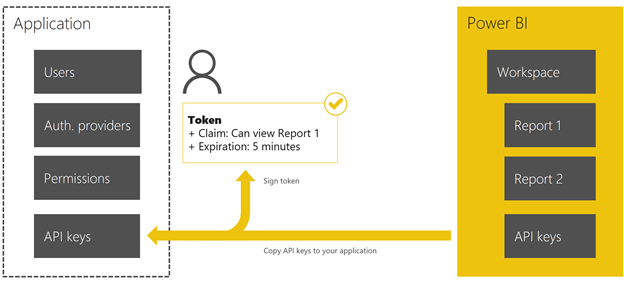 Application
Users
Auth. providers
Permissions
API keys
Token
+ Claim: Can view Report 1
+ Expiration: 5 minutes
Sign token
Copy API keys to your application
Power BI
Workspace
Report 1
Report 2
API keys